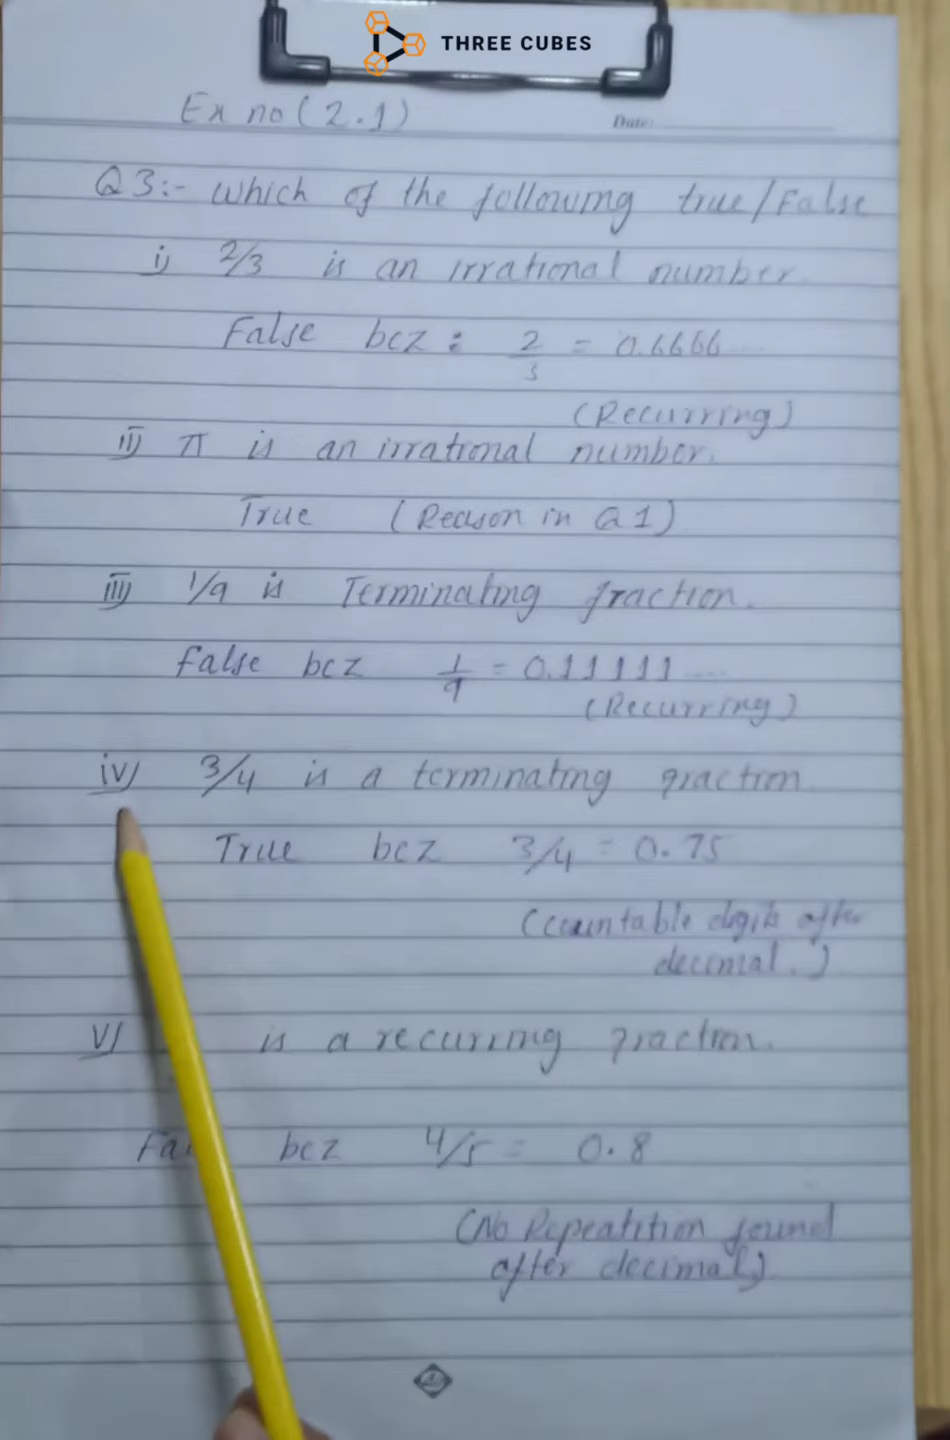 THREE CUBES
Ex no (2.1)
Date:
Q3:- which of the following true/False
i) 2/3 is an irrational number.
False bcz : 2/3 = 0.6666...
(Recurring)
ii) π is an irrational number.
True (Reason in Q1)
iii) 1/9 is Terminating fraction.
False bcz 1/9 = 0.11111....
(Recurring)
iv) 3/4 is a terminating fraction
True bcz 3/4 = 0.75
(countable digits after
decimal.)
v) is a recurring fraction.
Fa bcz 4/5 = 0.8
(No Repeatition found
after decimal)